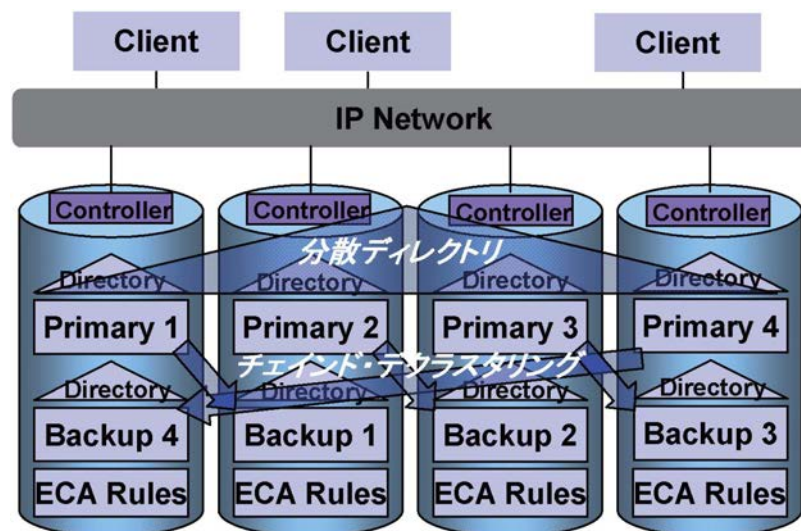 Client Client Client
IP Network
Controller Controller Controller Controller
分散ディレクトリ
Directory Directory Directory Directory
Primary 1 Primary 2 Primary 3 Primary 4
チェインド・デクラスタリング
Directory Directory Directory Directory
Backup 4 Backup 1 Backup 2 Backup 3
ECA Rules ECA Rules ECA Rules ECA Rules